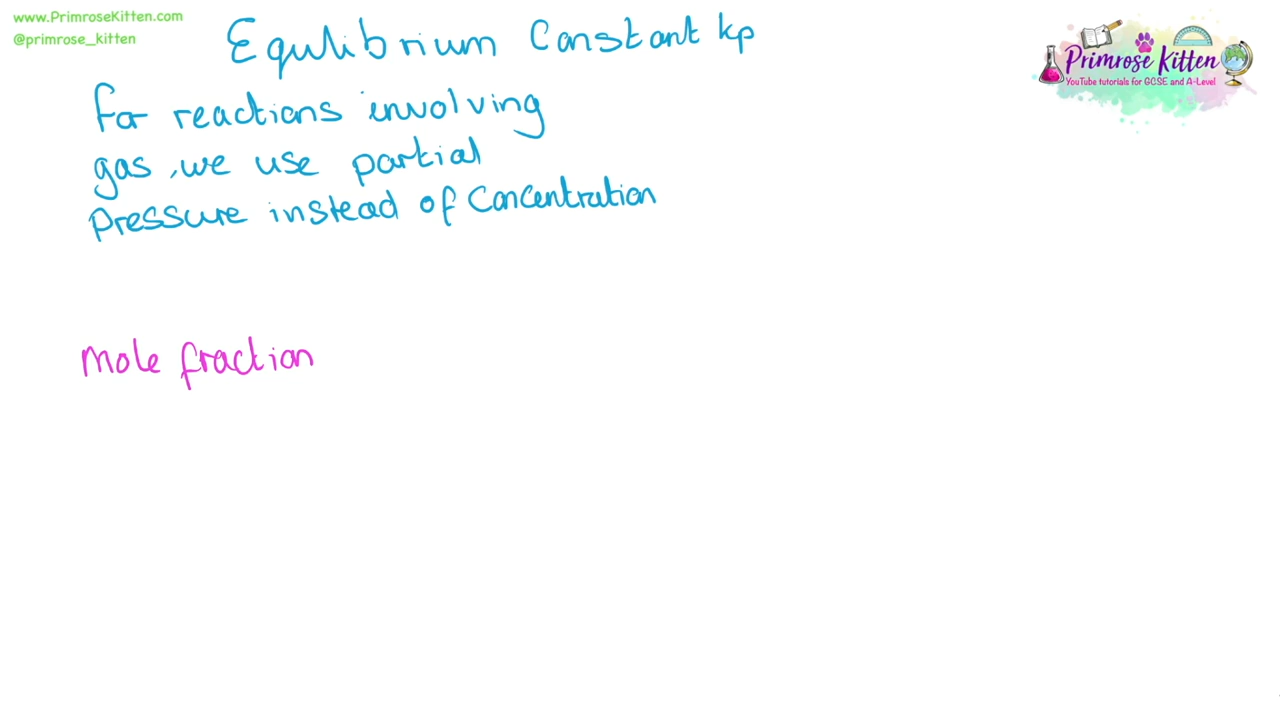 www.PrimroseKitten.com
@primrose_kitten
Equlibrium Constant kp
Primrose Kitten
YouTube tutorials for GCSE and A-Level
for reactions involving
gas, we use partial
pressure instead of concentration
Mole fraction